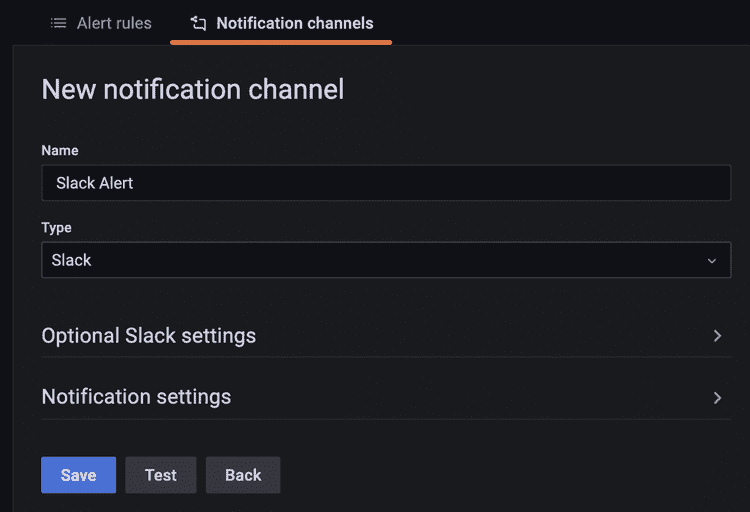 Alert rules Notification channels
New notification channel
Name
Slack Alert
Type
Slack
Optional Slack settings
Notification settings
Save Test Back